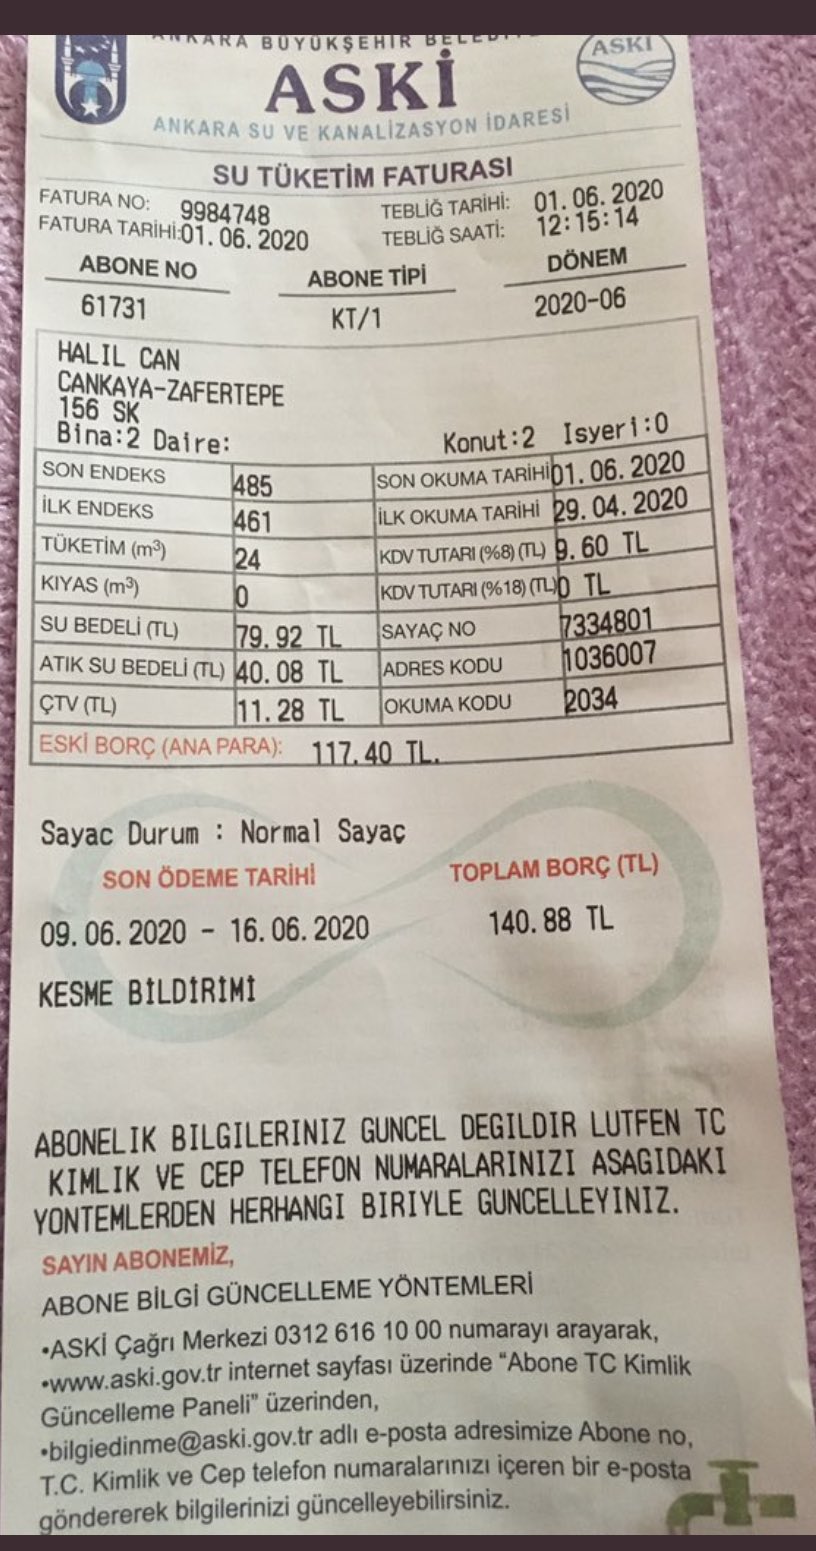 ANKARA BÜYÜKŞEHİR
ASKİ
ASKİ
ANKARA SU VE KANALİZASYON İDARESİ
SU TÜKETİM FATURASI
FATURA NO: 9984748 TEBLİĞ TARİHİ: 01.06.2020
FATURA TARİHİ:01.06.2020 TEBLİĞ SAATİ: 12:15:14
ABONE NO ABONE TİPİ DÖNEM
61731 KT/1 2020-06
HALIL CAN
CANKAYA-ZAFERTEPE
156 SK
Bina:2 Daire: Konut:2 Isyeri:0
SON ENDEKS 485 SON OKUMA TARİHİ 01.06.2020
İLK ENDEKS 461 İLK OKUMA TARİHİ 29.04.2020
TÜKETİM (m³) 24 KDV TUTARI (%8) (TL) 9.60 TL
KIYAS (m³) 0 KDV TUTARI (%18) (TL) 0 TL
SU BEDELİ (TL) 79.92 TL SAYAÇ NO 7334801
ATIK SU BEDELİ (TL) 40.08 TL ADRES KODU 1036007
ÇTV (TL) 11.28 TL OKUMA KODU 2034
ESKİ BORÇ (ANA PARA): 117.40 TL.
Sayac Durum : Normal Sayaç
SON ÖDEME TARİHİ TOPLAM BORÇ (TL)
09.06.2020 - 16.06.2020 140.88 TL
KESME BİLDİRİMİ
ABONELIK BILGILERINIZ GUNCEL DEGILDIR LUTFEN TC
KIMLIK VE CEP TELEFON NUMARALARINIZI ASAGIDAKI
YONTEMLERDEN HERHANGI BIRIYLE GUNCELLEYINIZ.
SAYIN ABONEMİZ,
ABONE BİLGİ GÜNCELLEME YÖNTEMLERİ
•ASKİ Çağrı Merkezi 0312 616 10 00 numarayı arayarak,
•www.aski.gov.tr internet sayfası üzerinde “Abone TC Kimlik
Güncelleme Paneli” üzerinden,
•bilgiedinme@aski.gov.tr adlı e-posta adresimize Abone no,
T.C. Kimlik ve Cep telefon numaralarınızı içeren bir e-posta
göndererek bilgilerinizi güncelleyebilirsiniz.